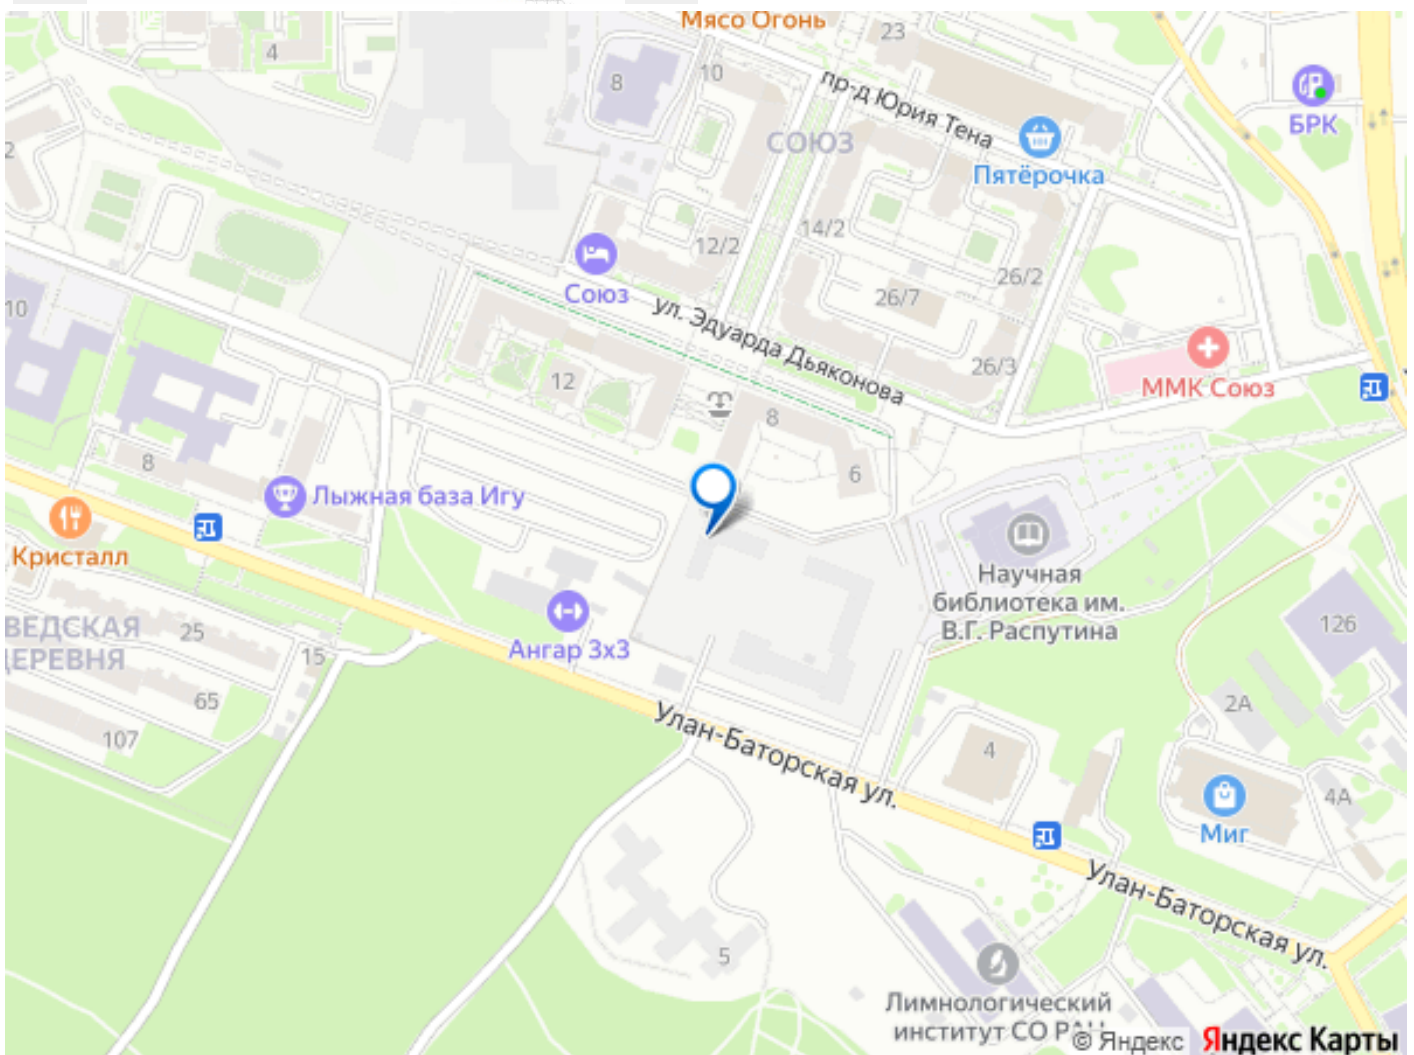 Мясо Огонь
23
4
10
8
пр-д Юрия Тена
БРК
СОЮЗ
Пятёрочка
2
12/2
14/2
26/2
Союз
26/7
10
ул. Эдуарда Дьяконова
26/3
ММК Союз
12
8
8
6
Лыжная база Игу
Кристалл
Научная
библиотека им.
В.Г. Распутина
ВЕДСКАЯ
ДЕРЕВНЯ
25
15
Ангар 3х3
126
65
2А
107
Улан-Баторская ул.
4
4А
Миг
Улан-Баторская ул.
5
Лимнологический
институт СО РАН
© Яндекс Яндекс Карты